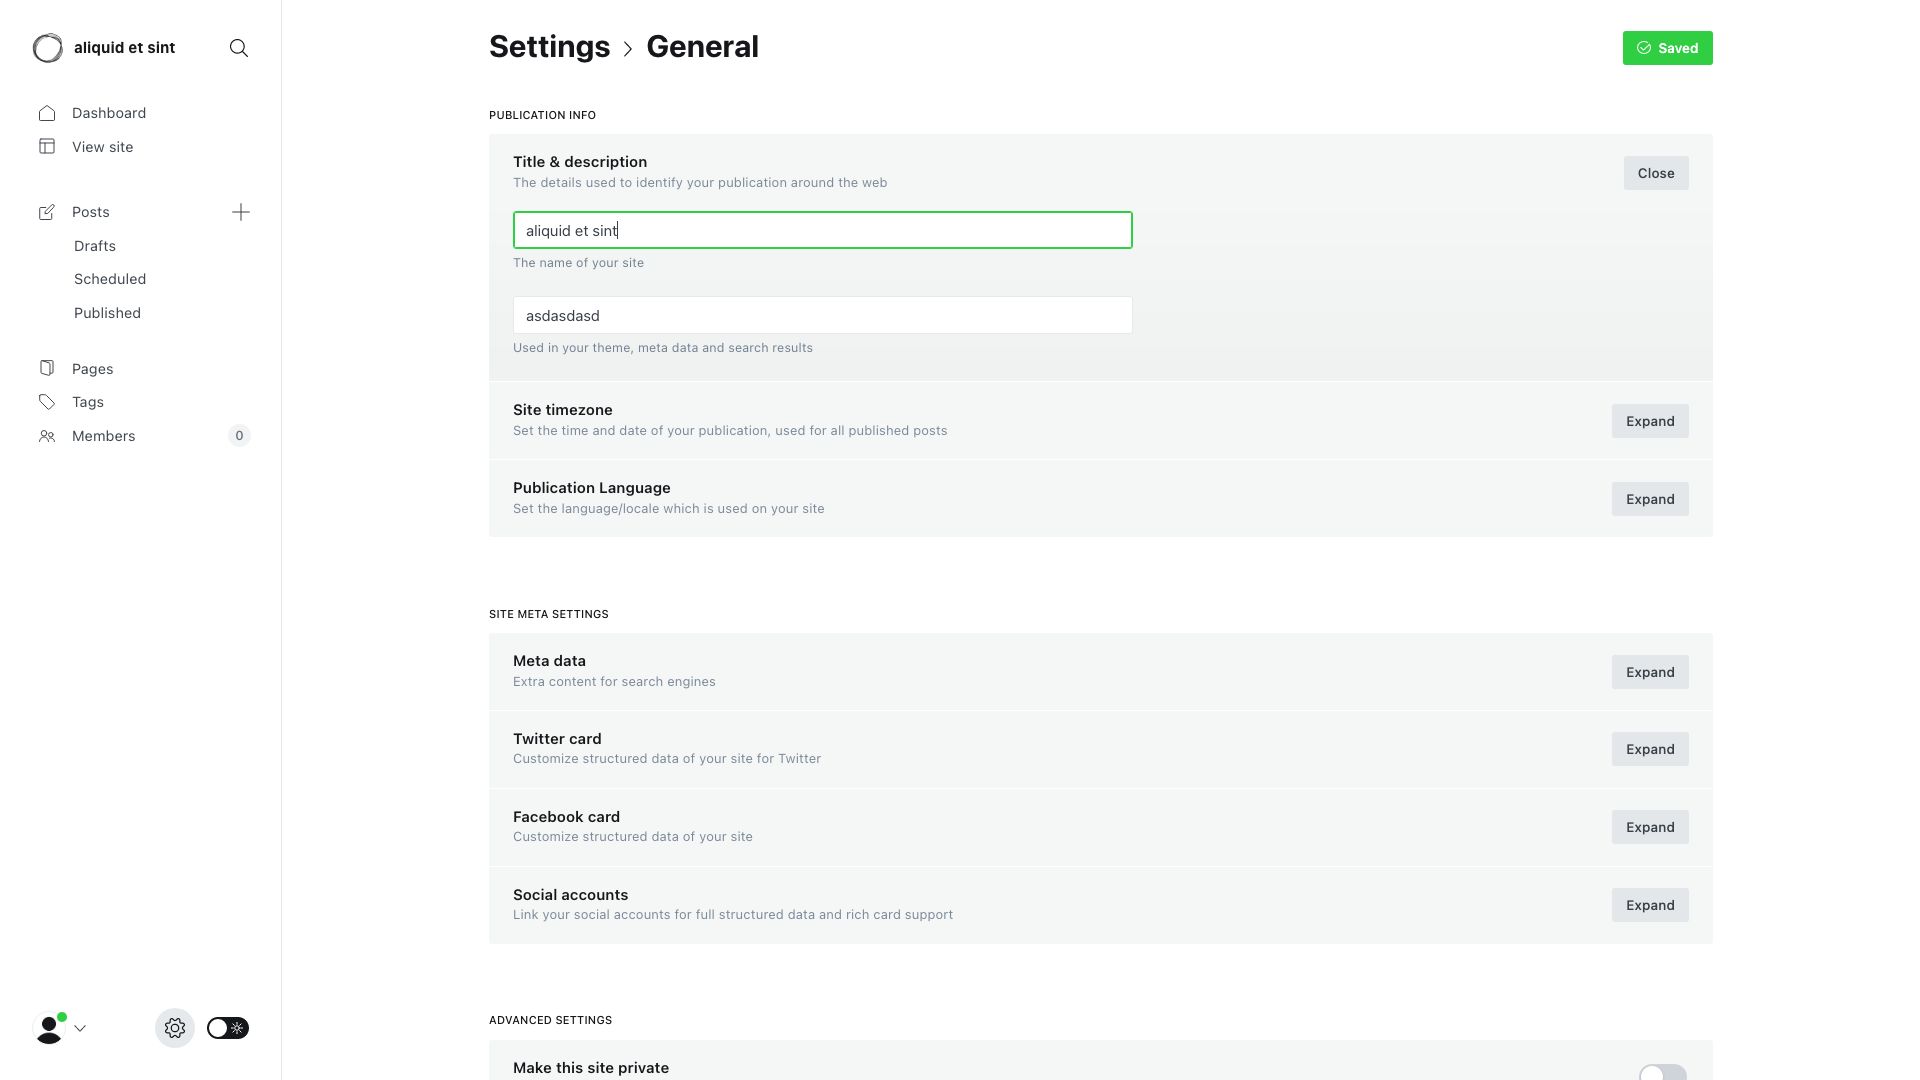 aliquid et sint
Dashboard
View site
Posts
Drafts
Scheduled
Published
Pages
Tags
Members 0
Settings › General
Saved
PUBLICATION INFO
Title & description
The details used to identify your publication around the web
Close
aliquid et sint
The name of your site
asdasdasd
Used in your theme, meta data and search results
Site timezone
Set the time and date of your publication, used for all published posts
Expand
Publication Language
Set the language/locale which is used on your site
Expand
SITE META SETTINGS
Meta data
Extra content for search engines
Expand
Twitter card
Customize structured data of your site for Twitter
Expand
Facebook card
Customize structured data of your site
Expand
Social accounts
Link your social accounts for full structured data and rich card support
Expand
ADVANCED SETTINGS
Make this site private